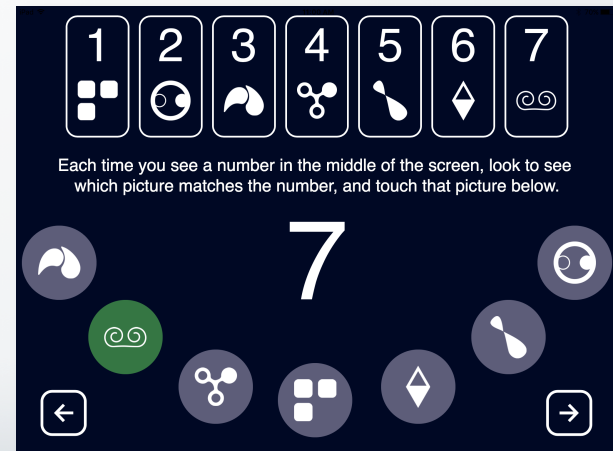 1 2 3 4 5 6 7
Each time you see a number in the middle of the screen, look to see
which picture matches the number, and touch that picture below.
7